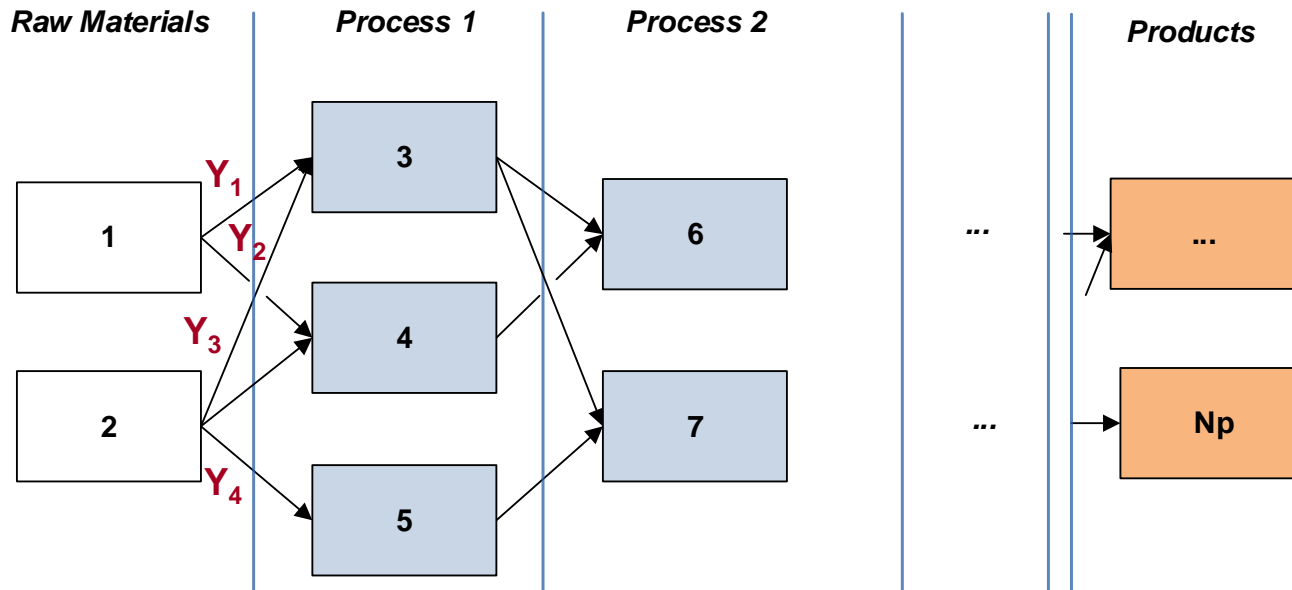 Raw Materials
Process 1
Process 2
Products
3
Y1
1
Y2
6
...
...
4
Y3
2
7
...
Np
Y4
5